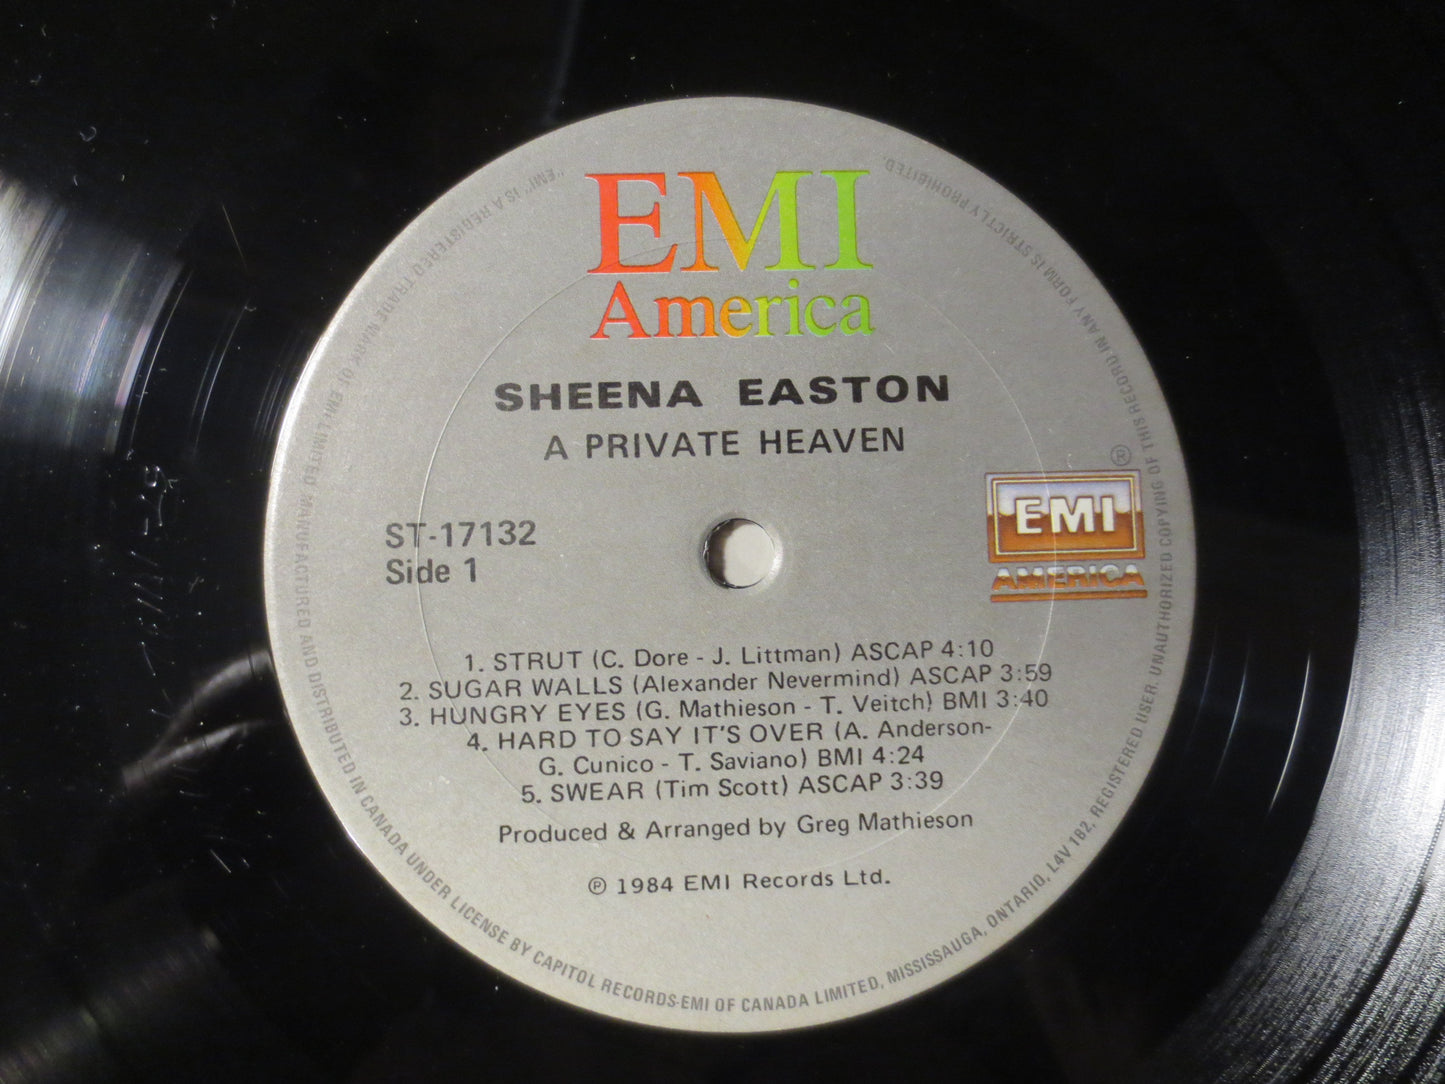 EMI
America
SHEENA EASTON
A PRIVATE HEAVEN
®
EMI
AMERICA
ST-17132
Side 1
1. STRUT (C. Dore - J. Littman) ASCAP 4:10
2. SUGAR WALLS (Alexander Nevermind) ASCAP 3:59
3. HUNGRY EYES (G. Mathieson - T. Veitch) BMI 3:40
4. HARD TO SAY IT'S OVER (A. Anderson-
G. Cunico - T. Saviano) BMI 4:24
5. SWEAR (Tim Scott) ASCAP 3:39
Produced & Arranged by Greg Mathieson
℗ 1984 EMI Records Ltd.
"EMI" IS A REGISTERED TRADE MARK OF EMI LIMITED. MANUFACTURED AND DISTRIBUTED IN CANADA UNDER LICENSE BY CAPITOL RECORDS-EMI OF CANADA LIMITED, MISSISSAUGA, ONTARIO, L4V 1B2, REGISTERED USER. UNAUTHORIZED COPYING OF THIS RECORD IN ANY FORM IS STRICTLY PROHIBITED.